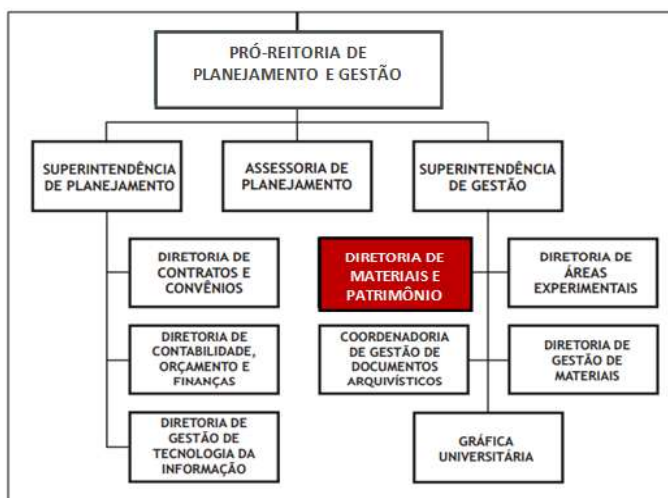 PRÓ-REITORIA DE
PLANEJAMENTO E GESTÃO
SUPERINTENDÊNCIA
DE PLANEJAMENTO
ASSESSORIA DE
PLANEJAMENTO
SUPERINTENDÊNCIA
DE GESTÃO
DIRETORIA DE
CONTRATOS E
CONVÊNIOS
DIRETORIA DE
MATERIAIS E
PATRIMÔNIO
DIRETORIA DE
ÁREAS
EXPERIMENTAIS
DIRETORIA DE
CONTABILIDADE,
ORÇAMENTO E
FINANÇAS
COORDENADORIA
DE GESTÃO DE
DOCUMENTOS
ARQUIVÍSTICOS
DIRETORIA DE
GESTÃO DE
MATERIAIS
DIRETORIA DE
GESTÃO DE
TECNOLOGIA DA
INFORMAÇÃO
GRÁFICA
UNIVERSITÁRIA